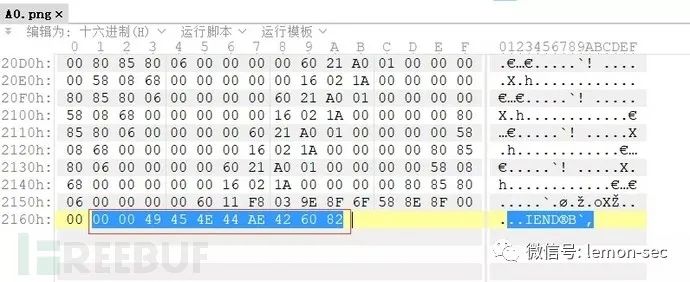 A0.png ×
编辑为: 十六进制(H) 运行脚本 运行模板
0 1 2 3 4 5 6 7 8 9 A B C D E F 0123456789ABCDEF
20D0h: 00 80 85 80 06 00 00 00 00 60 21 A0 01 00 00 00 .€…€.....`! ....
20E0h: 00 58 08 68 00 00 00 00 16 02 1A 00 00 00 00 00 .X.h............
20F0h: 80 85 80 06 00 00 00 00 60 21 A0 01 00 00 00 00 €…€.....`! .....
2100h: 58 08 68 00 00 00 00 16 02 1A 00 00 00 00 00 80 X.h............€
2110h: 85 80 06 00 00 00 00 60 21 A0 01 00 00 00 00 58 …€.....`! .....X
2120h: 08 68 00 00 00 00 16 02 1A 00 00 00 00 00 80 85 .h............€…
2130h: 80 06 00 00 00 00 60 21 A0 01 00 00 00 00 58 08 €.....`! .....X.
2140h: 68 00 00 00 00 16 02 1A 00 00 00 00 00 80 85 80 h............€…€
2150h: 06 00 00 00 00 60 11 F8 03 9E 8F 6F 58 8E 8F 00 .....`.ø.ž.oXŽ..
2160h: 00 00 00 49 45 4E 44 AE 42 60 82 ...IEND®B`‚
FREEBUF
微信号: lemon-sec